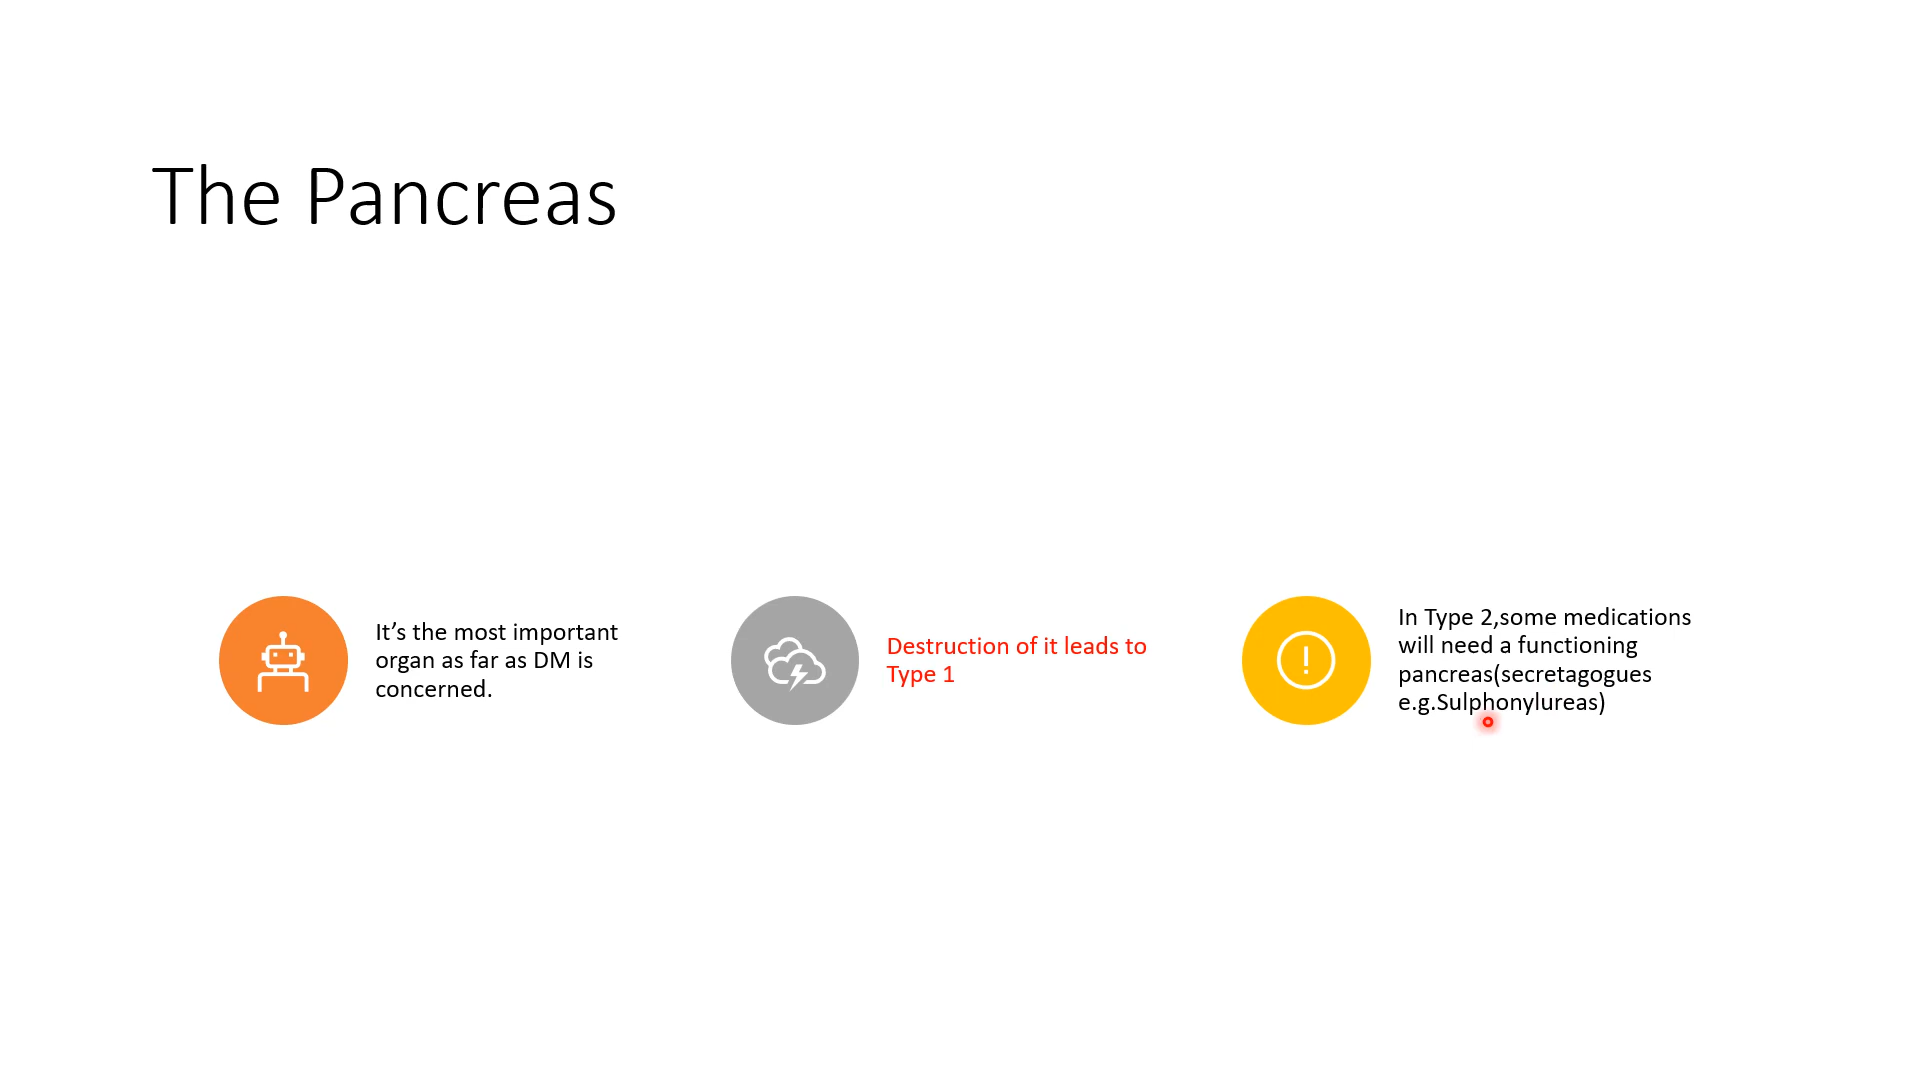 The Pancreas
It’s the most important
organ as far as DM is
concerned.
Destruction of it leads to
Type 1
In Type 2,some medications
will need a functioning
pancreas(secretagogues
e.g.Sulphonylureas)